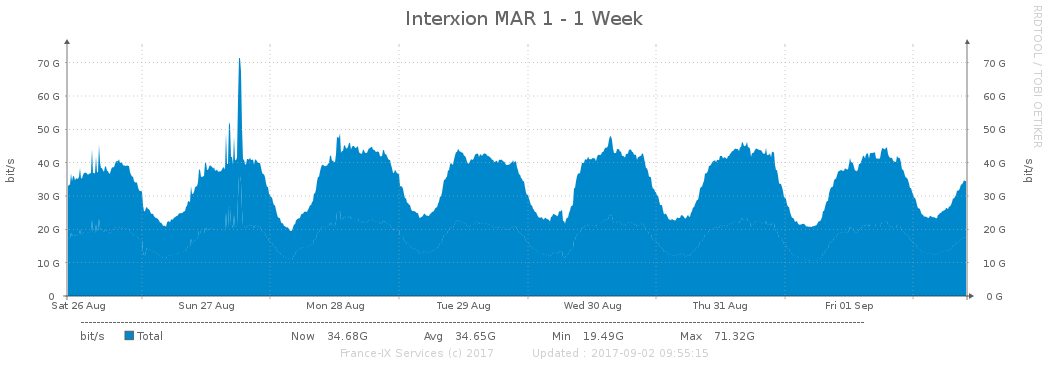 Interxion MAR 1 - 1 Week
RRDTOOL / TOBI OETIKER
bit/s
bit/s
70 G 70 G
60 G 60 G
50 G 50 G
40 G 40 G
30 G 30 G
20 G 20 G
10 G 10 G
0 0 G
Sat 26 Aug Sun 27 Aug Mon 28 Aug Tue 29 Aug Wed 30 Aug Thu 31 Aug Fri 01 Sep
bit/s Total Now 34.68G Avg 34.65G Min 19.49G Max 71.32G
France-IX Services (c) 2017 Updated : 2017-09-02 09:55:15